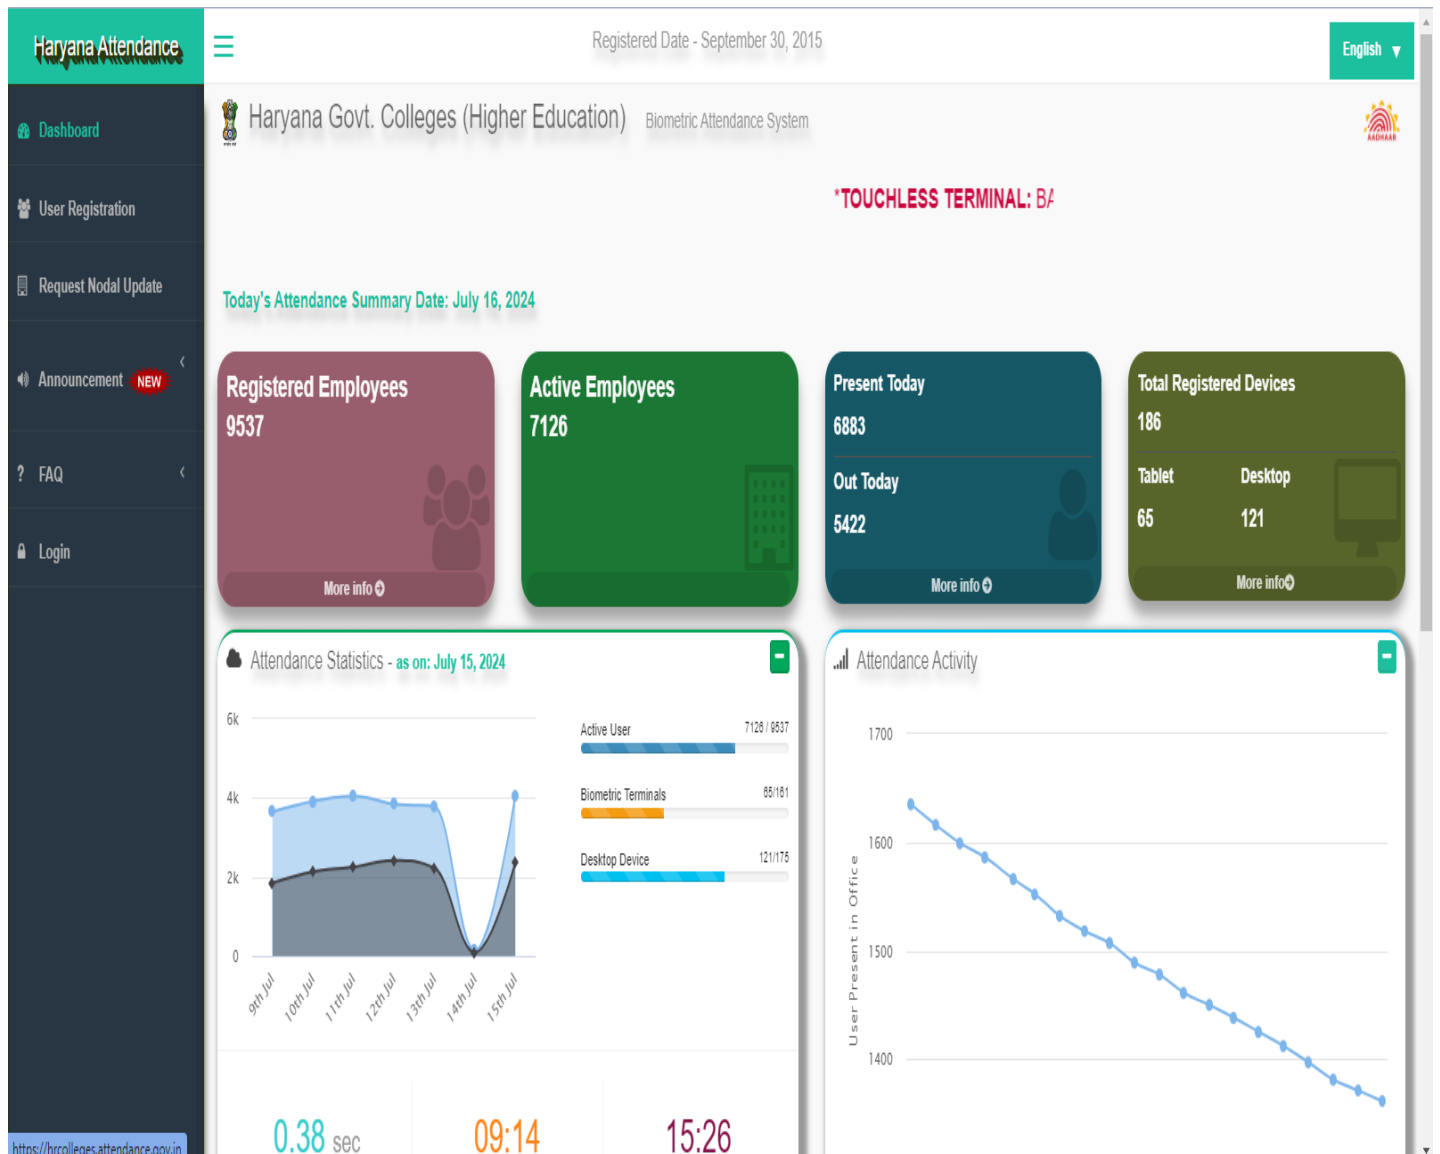 Haryana Attendance
Registered Date - September 30, 2015
English
Dashboard
User Registration
Request Nodal Update
Announcement NEW
? FAQ
Login
Haryana Govt. Colleges (Higher Education) Biometric Attendance System
AADHAAR
*TOUCHLESS TERMINAL: BA
Today's Attendance Summary Date: July 16, 2024
Registered Employees
9537
More info
Active Employees
7126
Present Today
6883
Out Today
5422
More info
Total Registered Devices
186
Tablet Desktop
65 121
More info
Attendance Statistics - as on: July 15, 2024
6k
4k
2k
0
9th Jul 10th Jul 11th Jul 12th Jul 13th Jul 14th Jul 15th Jul
Active User 7126 / 9537
Biometric Terminals 65/161
Desktop Device 121/175
0.38 sec 09:14 15:26
Attendance Activity
User Present in Office
1700
1600
1500
1400
https://hrcolleges.attendance.gov.in